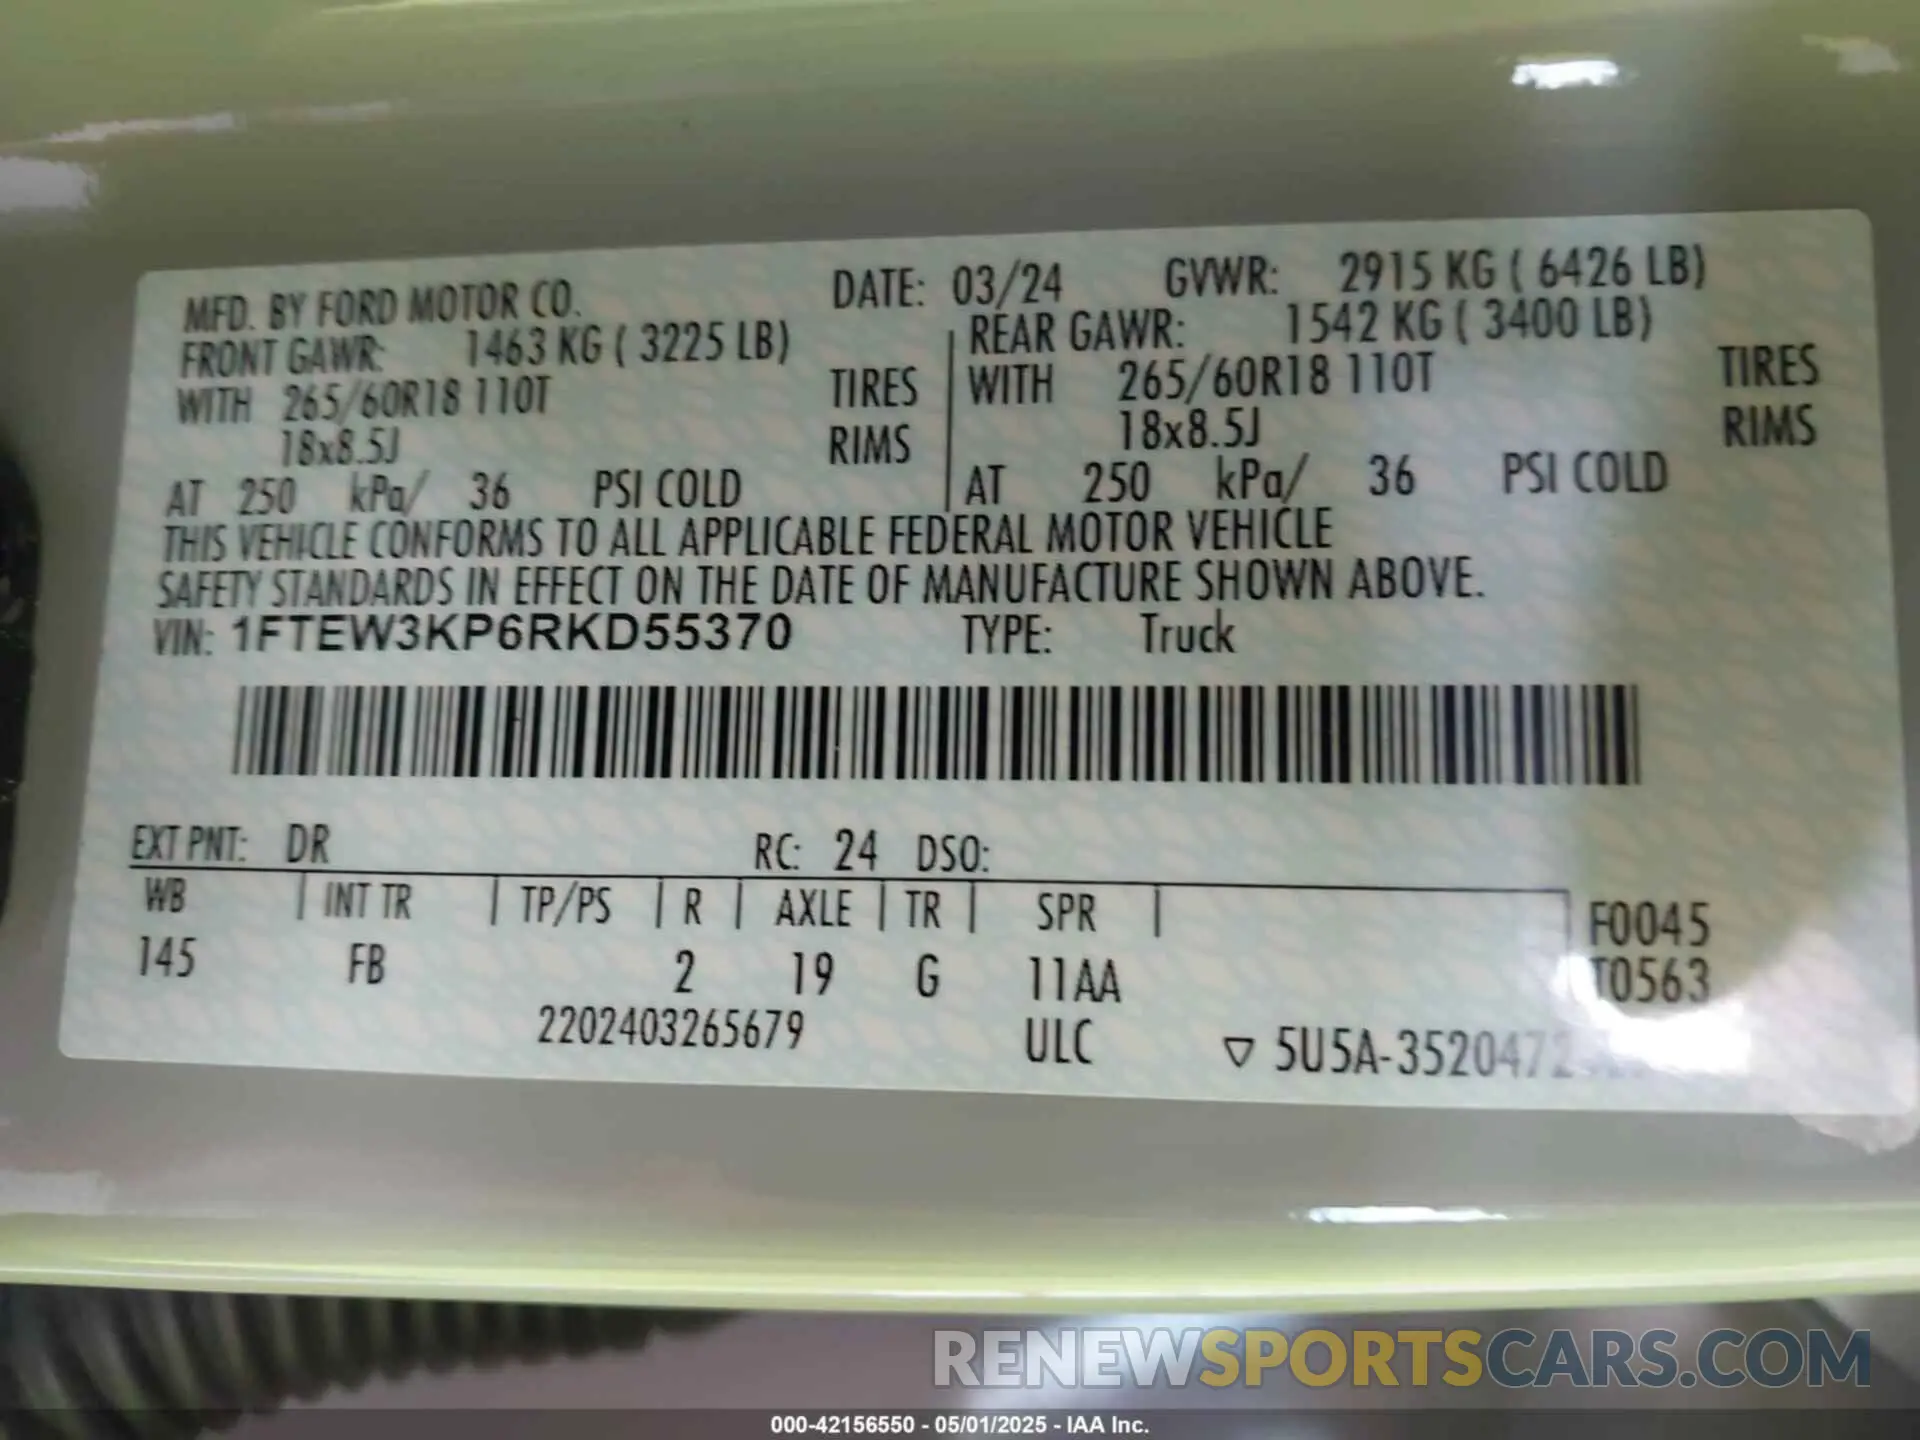 MFD. BY FORD MOTOR CO. DATE: 03/24 GVWR: 2915 KG ( 6426 LB)
FRONT GAWR: 1463 KG ( 3225 LB) REAR GAWR: 1542 KG ( 3400 LB)
WITH 265/60R18 110T TIRES WITH 265/60R18 110T TIRES
18x8.5J RIMS 18x8.5J RIMS
AT 250 kPa/ 36 PSI COLD AT 250 kPa/ 36 PSI COLD
THIS VEHICLE CONFORMS TO ALL APPLICABLE FEDERAL MOTOR VEHICLE
SAFETY STANDARDS IN EFFECT ON THE DATE OF MANUFACTURE SHOWN ABOVE.
VIN: 1FTEW3KP6RKD55370 TYPE: Truck
EXT PNT: DR RC: 24 DSO:
WB INT TR TP/PS R AXLE TR SPR F0045
145 FB 2 19 G 11AA T0563
2202403265679 ULC ▽ 5U5A-3520472
RENEWSPORTSCARS.COM
000-42156550 - 05/01/2025 - IAA Inc.